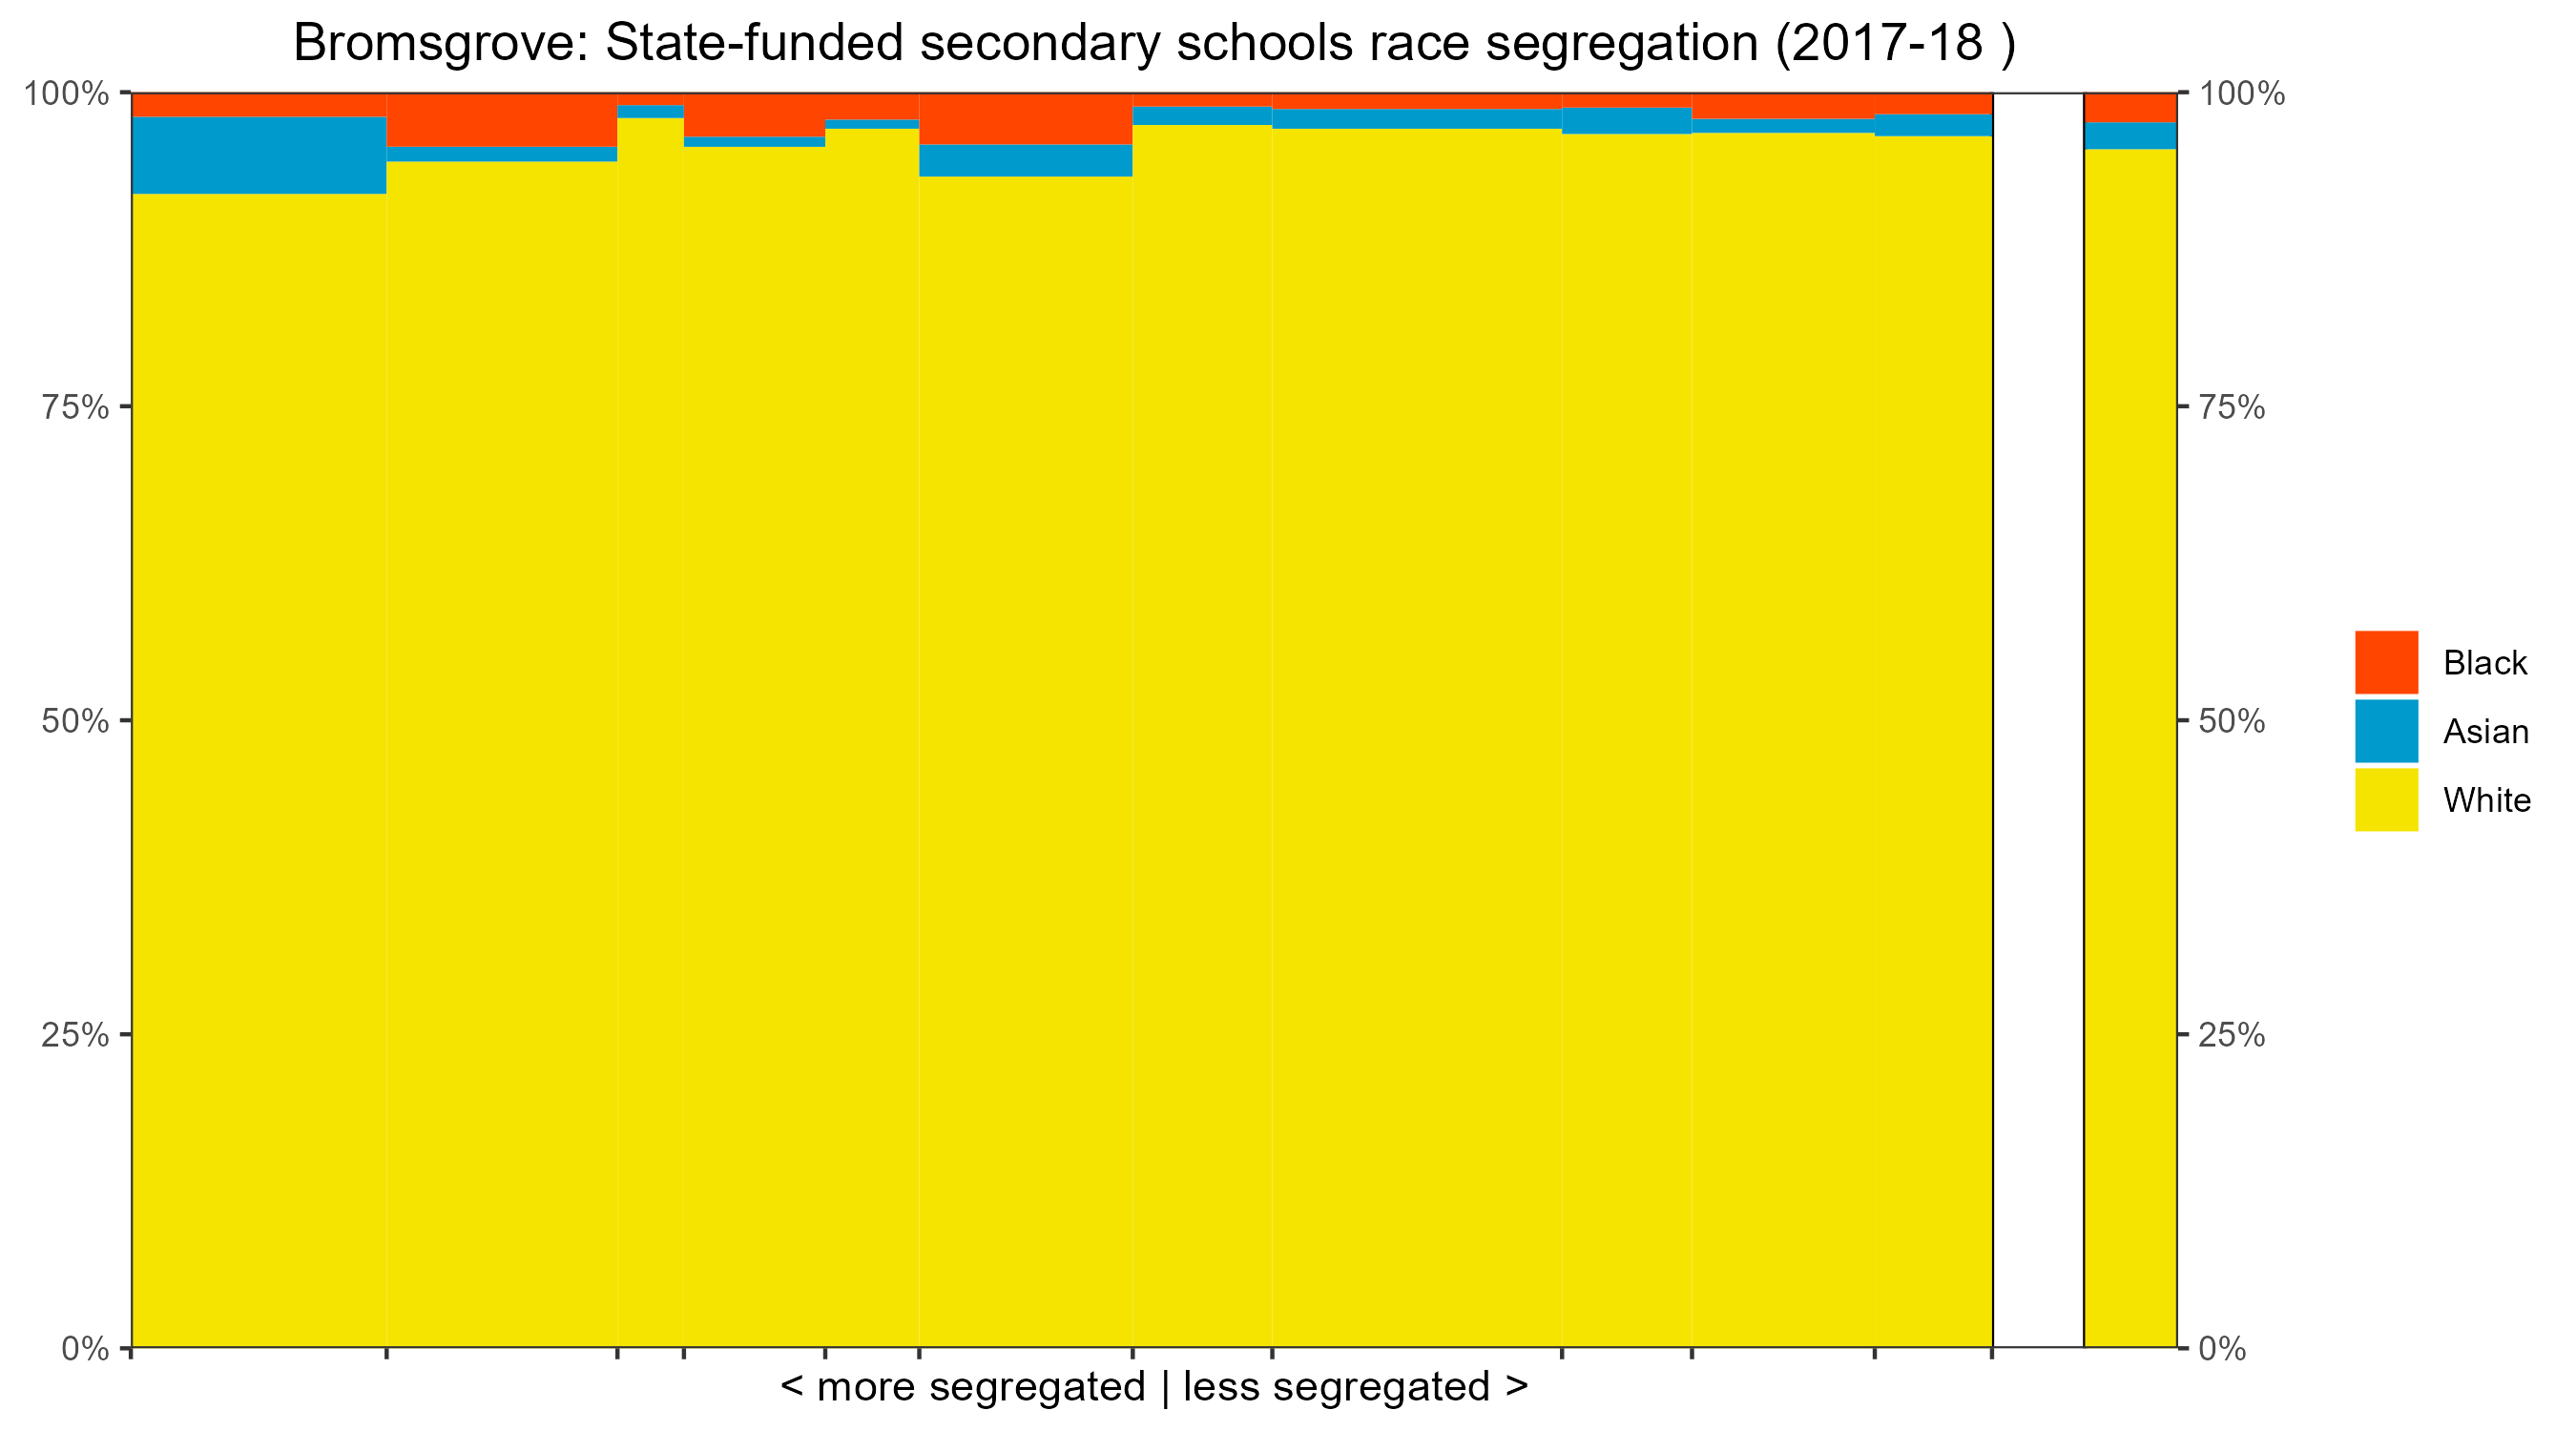 Bromsgrove: State-funded secondary schools race segregation (2017-18 )
100%
75%
50%
25%
0%
100%
75%
50%
25%
0%
Black
Asian
White
< more segregated | less segregated >